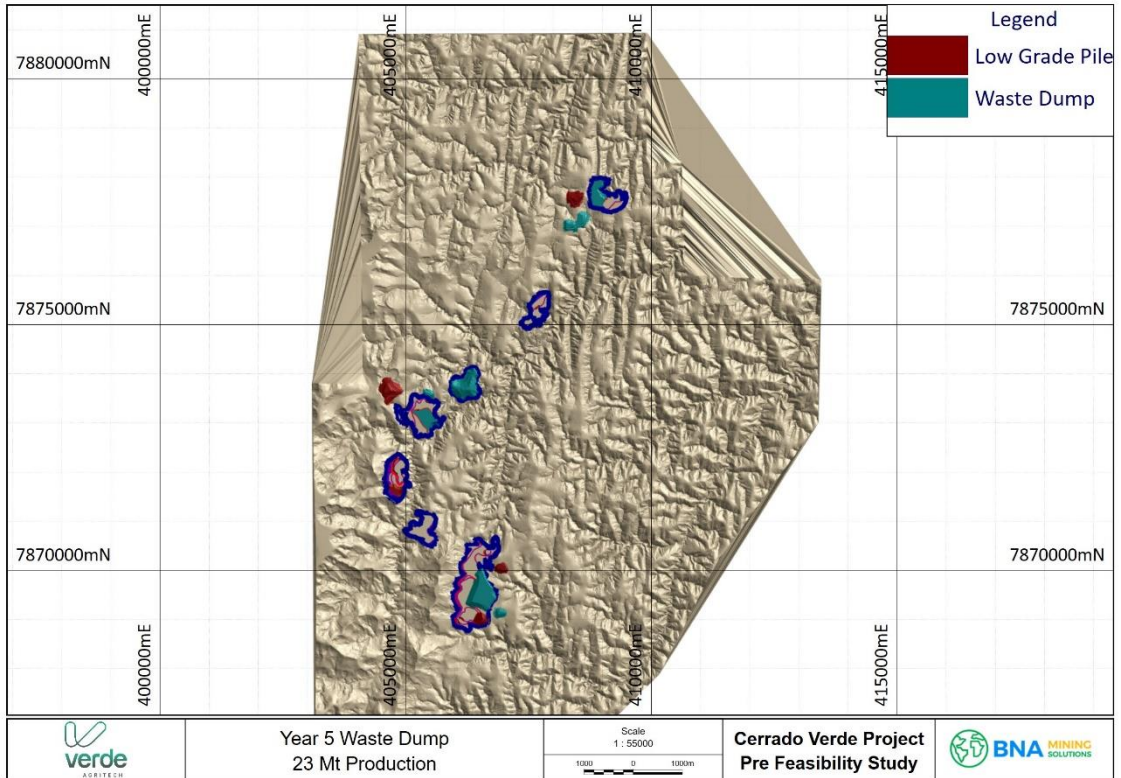 Legend
Low Grade Pile
Waste Dump
400000mE
405000mE
410000mE
415000mE
7880000mN
7875000mN
7875000mN
7870000mN
7870000mN
400000mE
405000mE
410000mE
415000mE
verde
AGRITECH
Year 5 Waste Dump
23 Mt Production
Scale
1 : 55000
1000 0 1000m
Cerrado Verde Project
Pre Feasibility Study
BNA MINING
SOLUTIONS